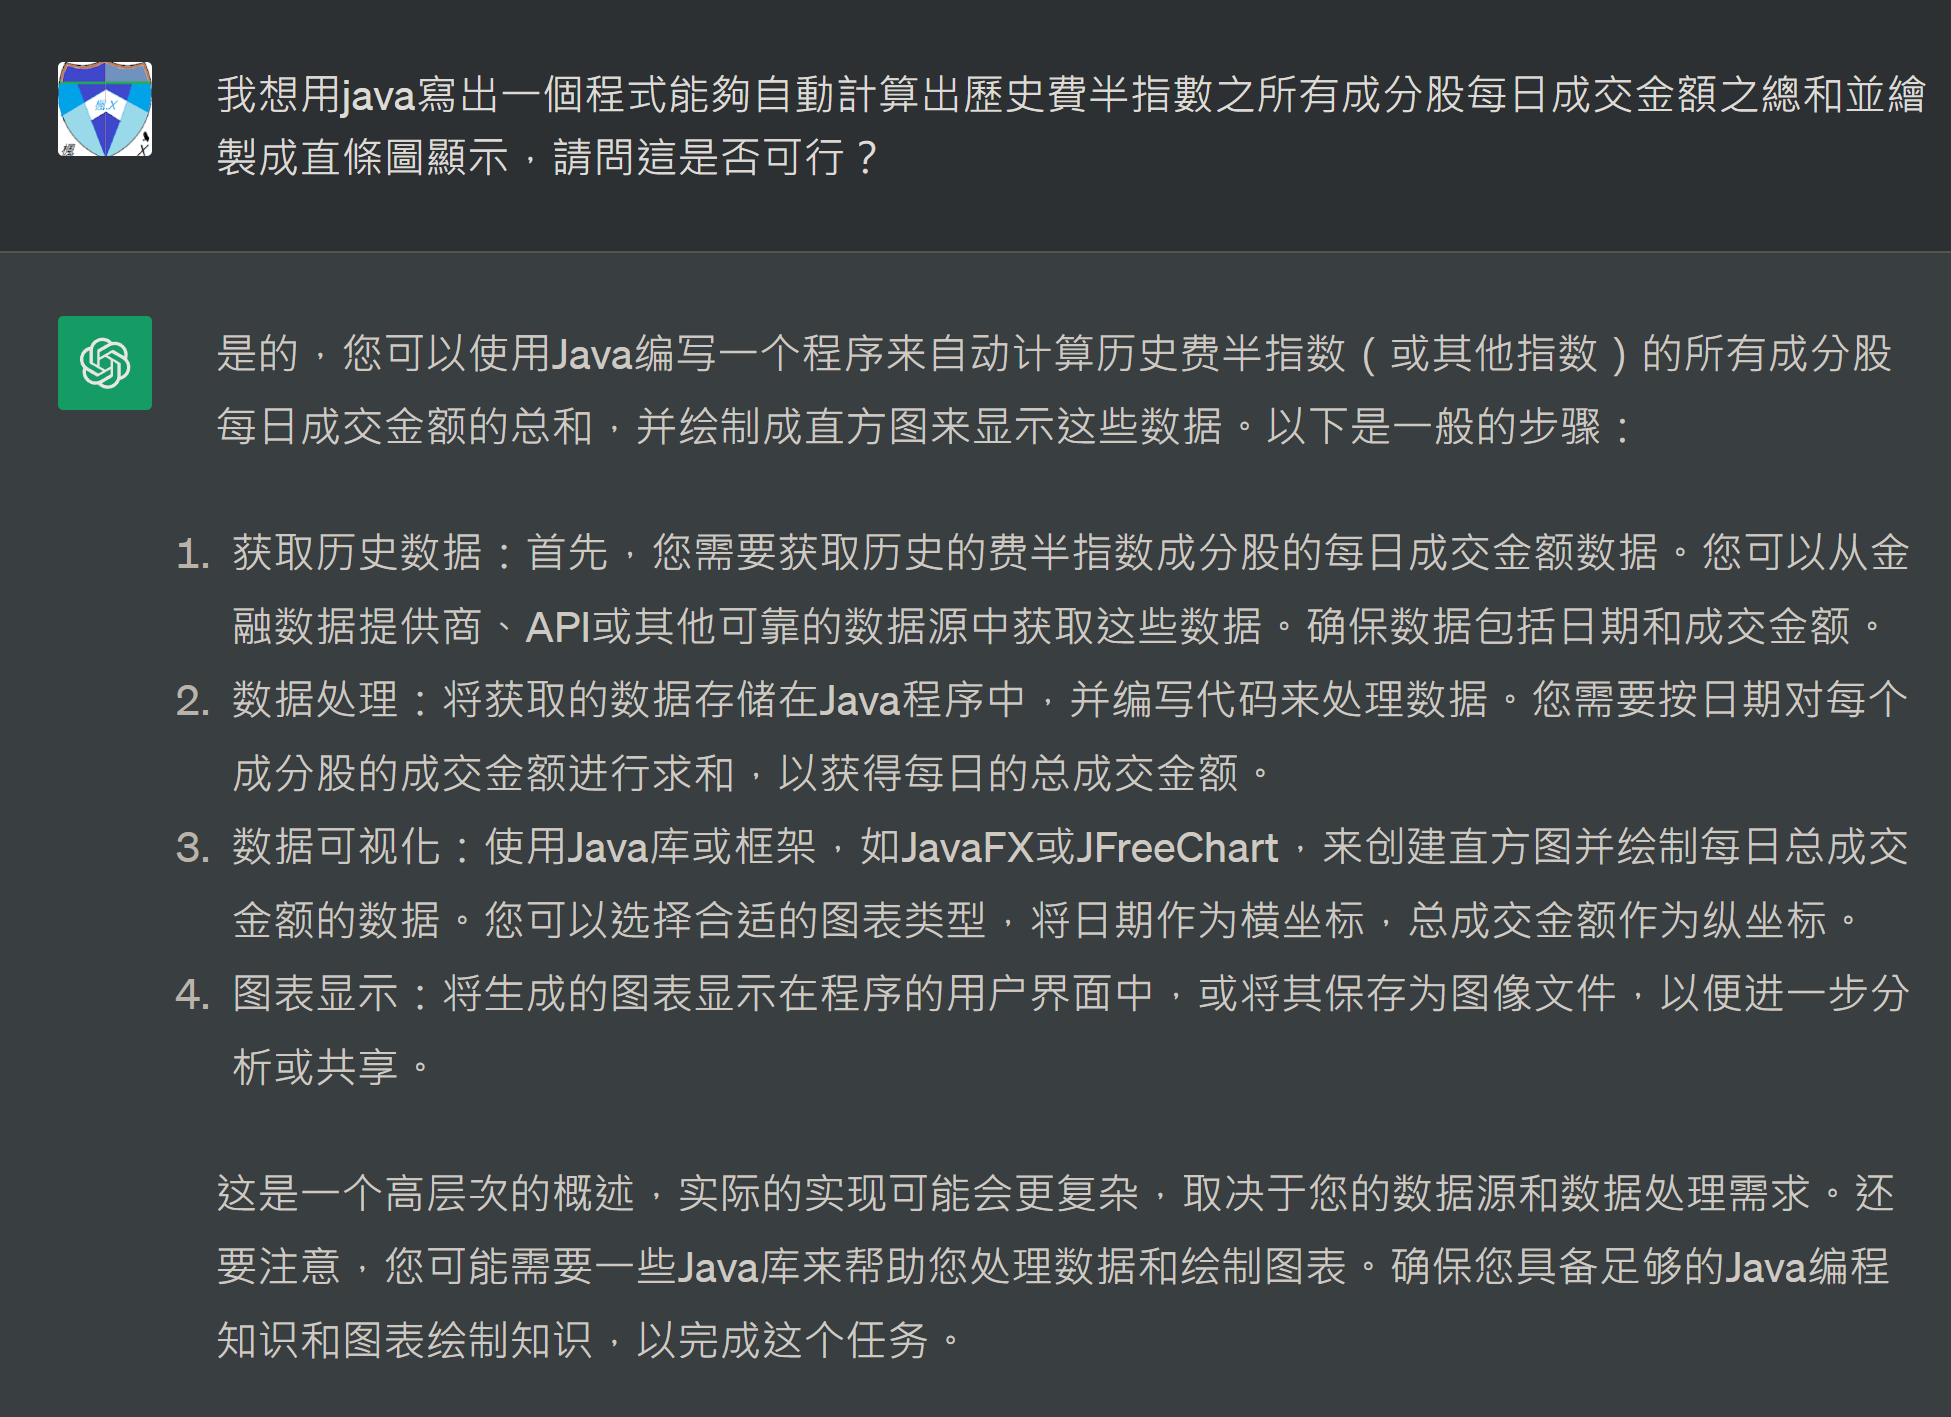 我想用java寫出一個程式能夠自動計算出歷史費半指數之所有成分股每日成交金額之總和並繪
製成直條圖顯示，請問這是否可行？
是的，您可以使用Java编写一个程序来自动计算历史费半指数（或其他指数）的所有成分股
每日成交金额的总和，并绘制成直方图来显示这些数据。以下是一般的步骤：
1. 获取历史数据：首先，您需要获取历史的费半指数成分股的每日成交金额数据。您可以从金
融数据提供商、API或其他可靠的数据源中获取这些数据。确保数据包括日期和成交金额。
2. 数据处理：将获取的数据存储在Java程序中，并编写代码来处理数据。您需要按日期对每个
成分股的成交金额进行求和，以获得每日的总成交金额。
3. 数据可视化：使用Java库或框架，如JavaFX或JFreeChart，来创建直方图并绘制每日总成交
金额的数据。您可以选择合适的图表类型，将日期作为横坐标，总成交金额作为纵坐标。
4. 图表显示：将生成的图表显示在程序的用户界面中，或将其保存为图像文件，以便进一步分
析或共享。
这是一个高层次的概述，实际的实现可能会更复杂，取决于您的数据源和数据处理需求。还
要注意，您可能需要一些Java库来帮助您处理数据和绘制图表。确保您具备足够的Java编程
知识和图表绘制知识，以完成这个任务。